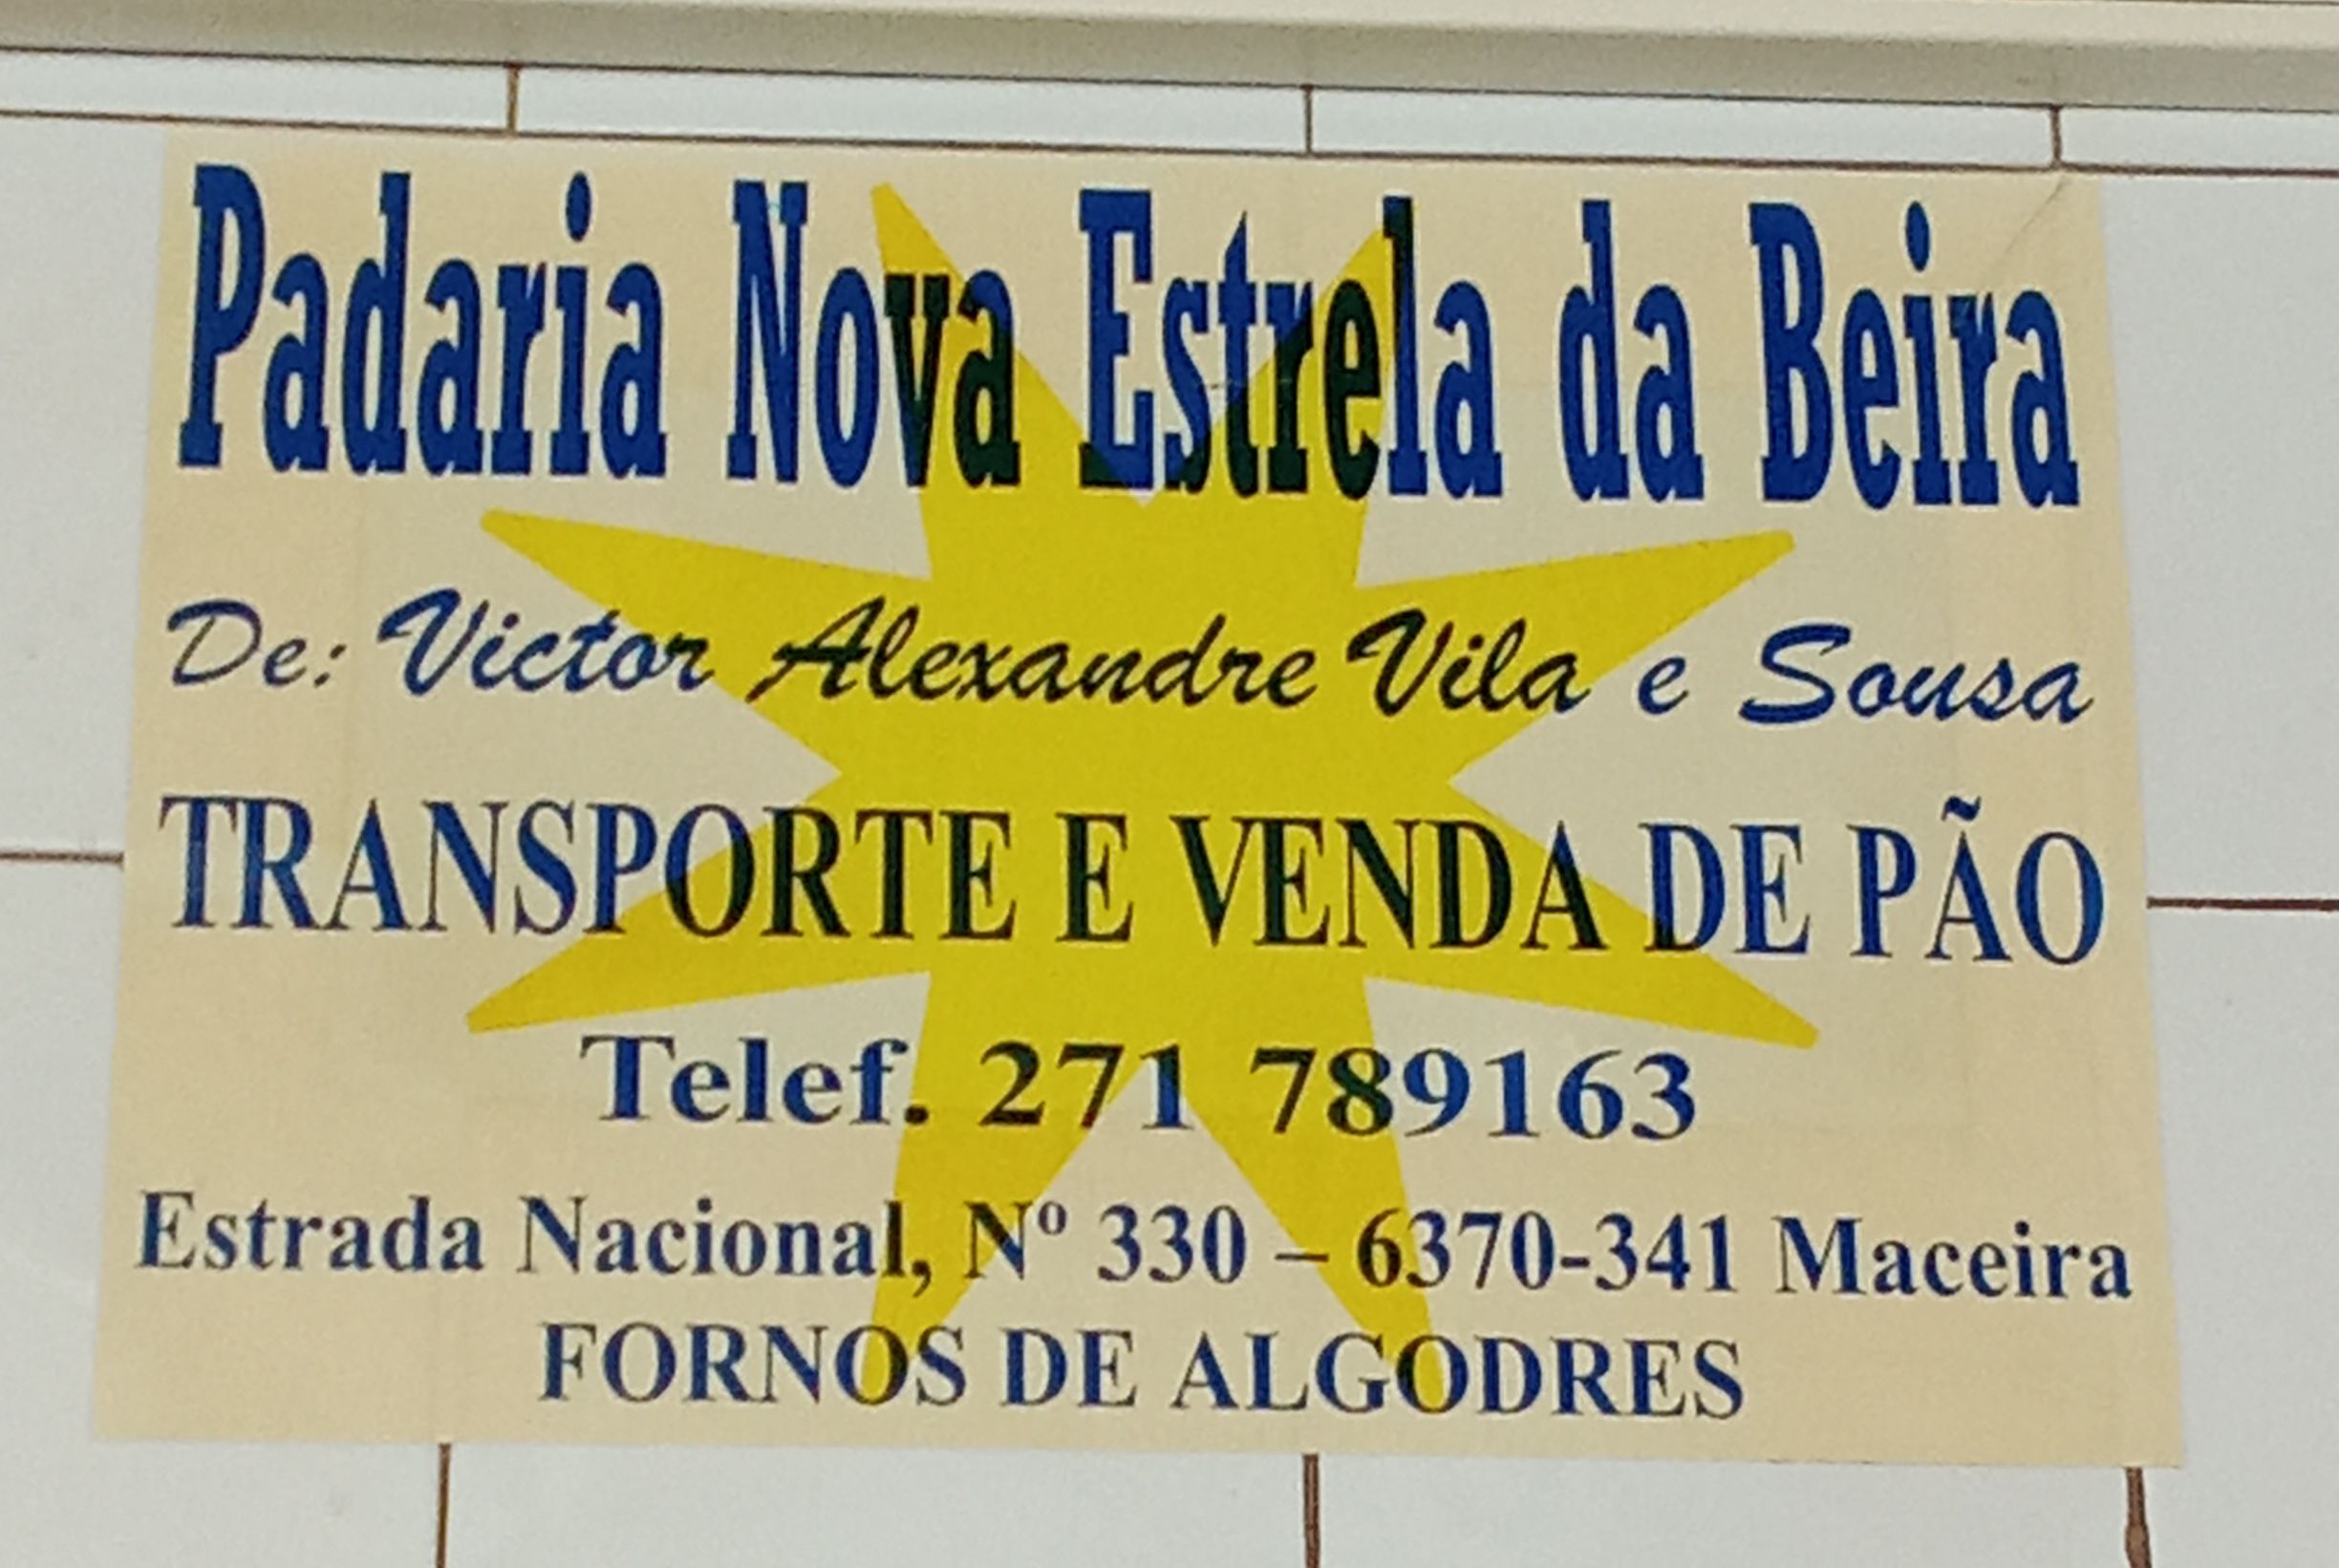 Padaria Nova Estrela da Beira
De: Victor Alexandre Vila e Sousa
TRANSPORTE E VENDA DE PÃO
Telef. 271 789163
Estrada Nacional, Nº 330 – 6370-341 Maceira
FORNOS DE ALGODRES